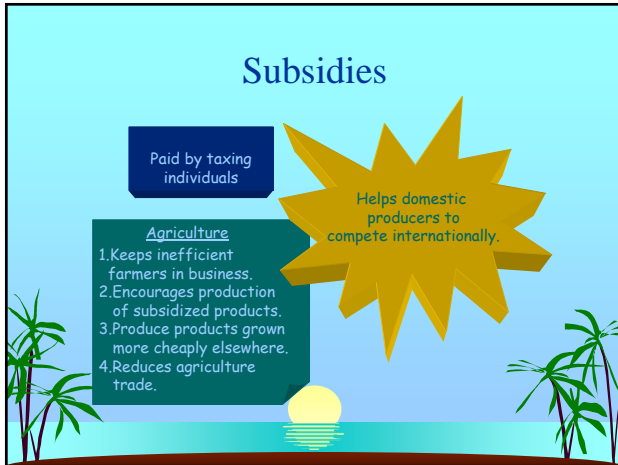 Subsidies
Paid by taxing
individuals
Helps domestic
producers to
compete internationally.
Agriculture
1.Keeps inefficient
farmers in business.
2.Encourages production
of subsidized products.
3.Produce products grown
more cheaply elsewhere.
4.Reduces agriculture
trade.